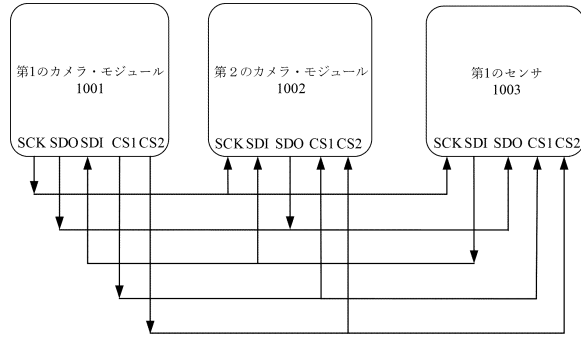 第1のカメラ・モジュール
1001
SCK SDO SDI CS1 CS2
第２のカメラ・モジュール
1002
SCK SDI SDO CS1 CS2
第1のセンサ
1003
SCK SDI SDO CS1 CS2